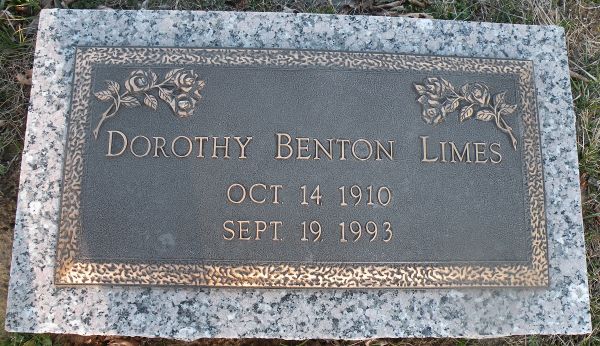 DOROTHY BENTON LIMES
OCT. 14, 1910
SEPT. 19, 1993